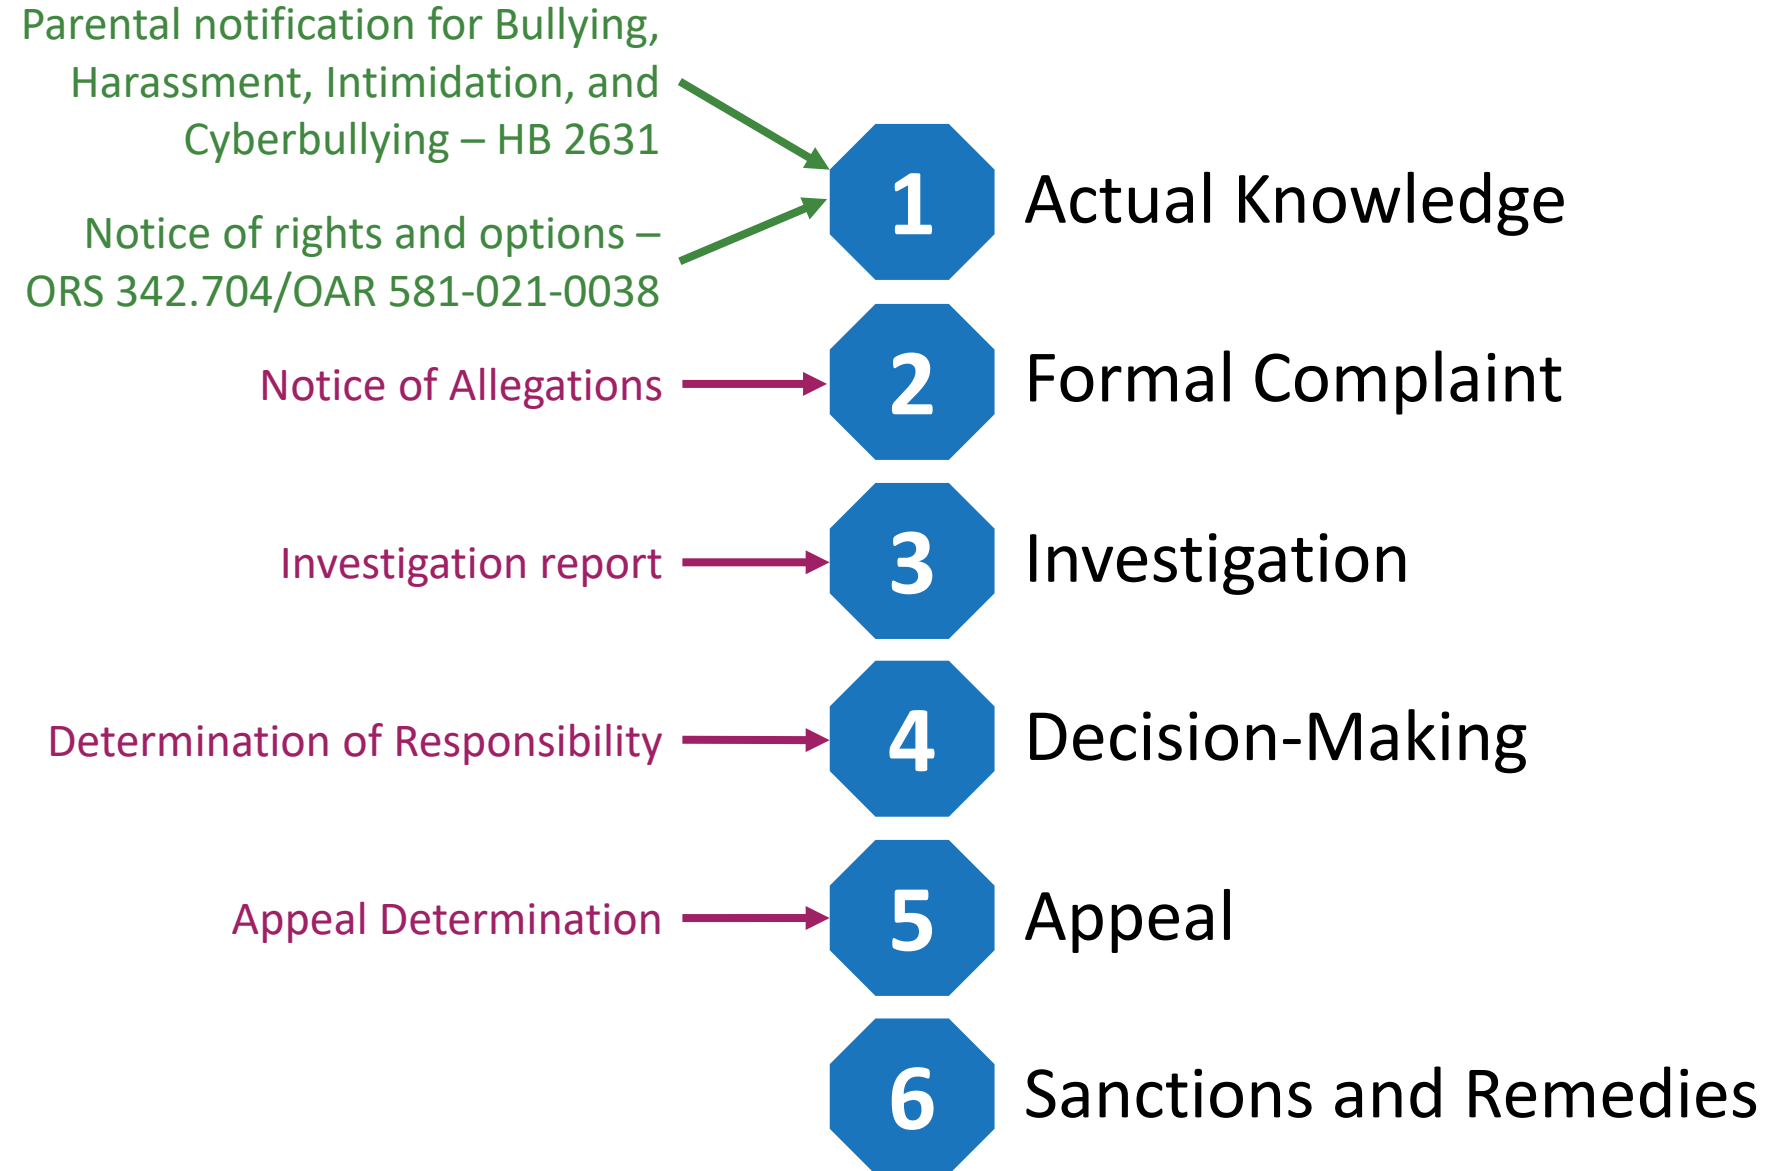 Parental notification for Bullying,
Harassment, Intimidation, and
Cyberbullying – HB 2631
1
Actual Knowledge
Notice of rights and options –
ORS 342.704/OAR 581-021-0038
Notice of Allegations
2
Formal Complaint
Investigation report
3
Investigation
Determination of Responsibility
4
Decision-Making
Appeal Determination
5
Appeal
6
Sanctions and Remedies